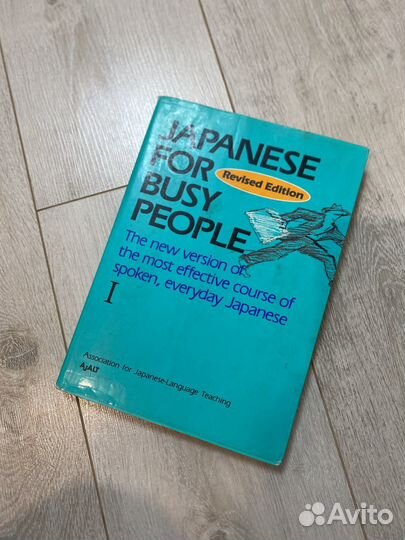 JAPANESE
FOR
BUSY
PEOPLE
Revised Edition
The new version of
the most effective course of
spoken, everyday Japanese
I
Association for Japanese-Language Teaching
AJALT
Avito